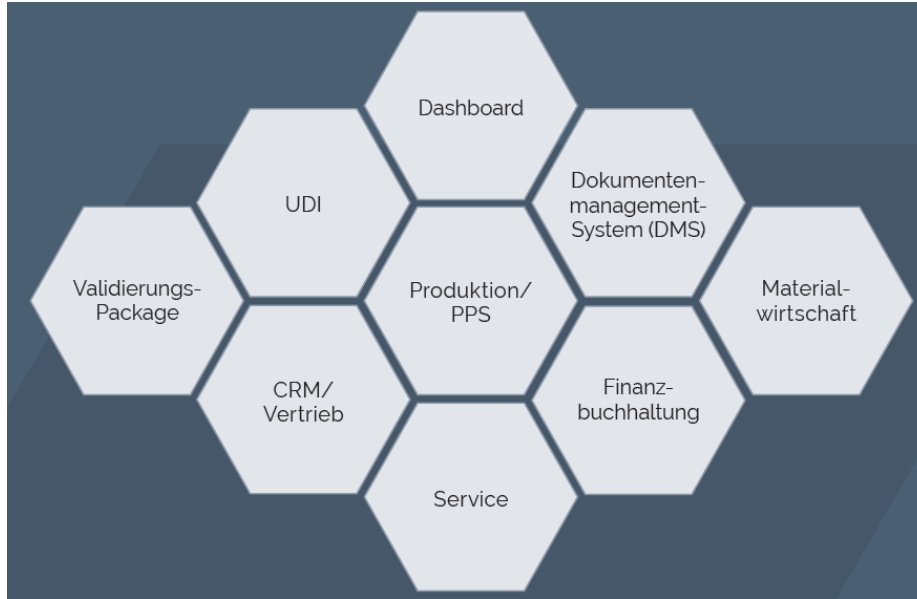 Dashboard
UDI
Dokumenten-
management-
System (DMS)
Validierungs-
Package
Produktion/
PPS
Material-
wirtschaft
CRM/
Vertrieb
Finanz-
buchhaltung
Service